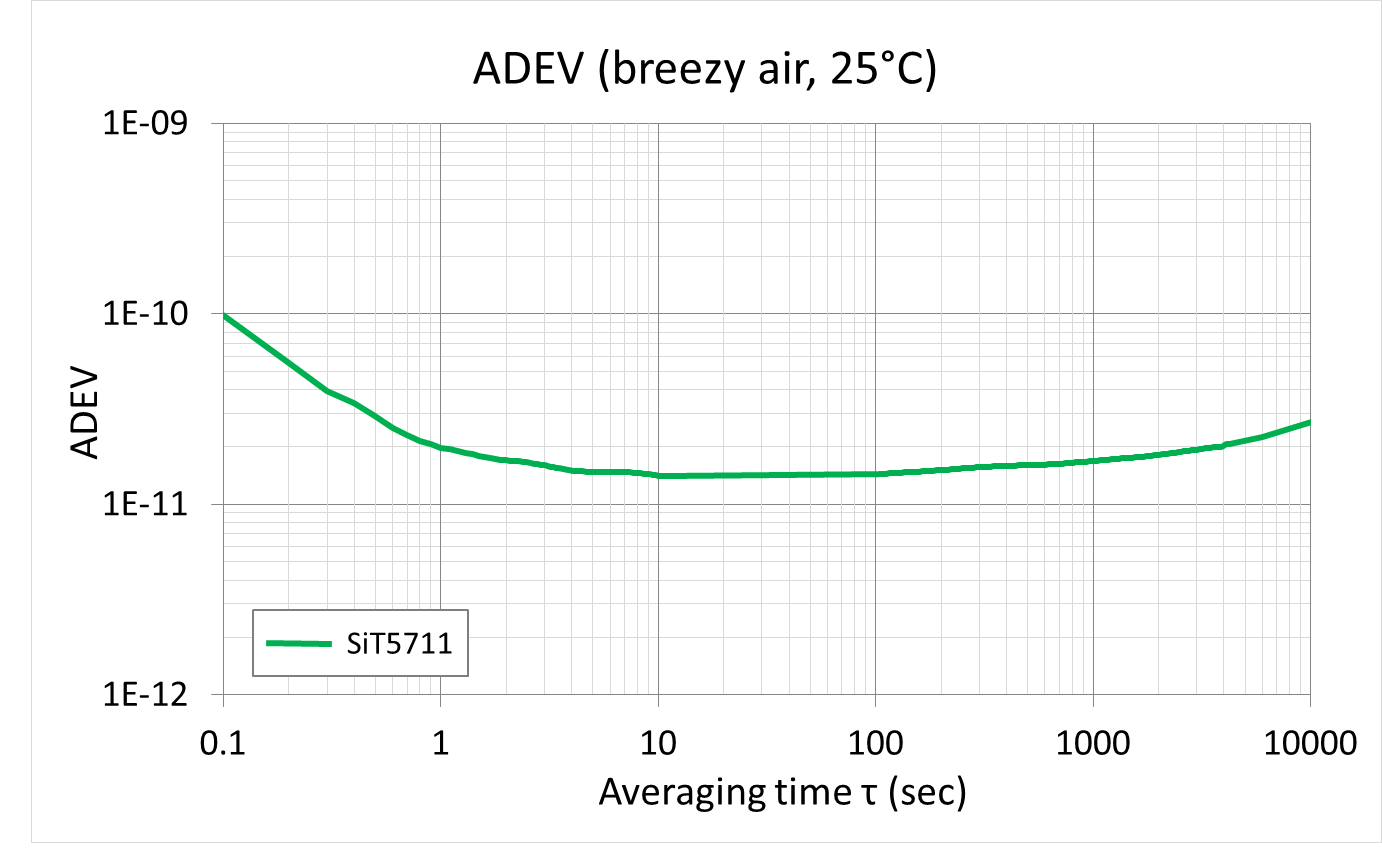 ADEV (breezy air, 25°C)
1E-09
1E-10
ADEV
1E-11
SiT5711
1E-12
0.1 1 10 100 1000 10000
Averaging time τ (sec)